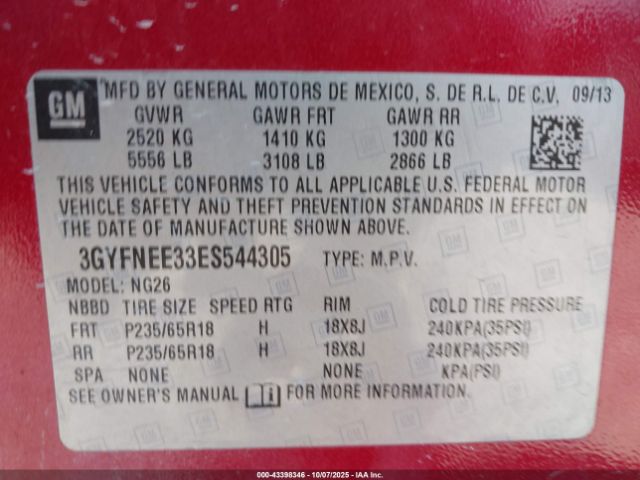 GM
MFD BY GENERAL MOTORS DE MEXICO, S. DE R.L. DE C.V. 09/13
GVWR GAWR FRT GAWR RR
2520 KG 1410 KG 1300 KG
5556 LB 3108 LB 2866 LB
THIS VEHICLE CONFORMS TO ALL APPLICABLE U.S. FEDERAL MOTOR
VEHICLE SAFETY AND THEFT PREVENTION STANDARDS IN EFFECT ON
THE DATE OF MANUFACTURE SHOWN ABOVE.
3GYFNEE33ES544305 TYPE: M.P.V.
MODEL: NG26
NBBD TIRE SIZE SPEED RTG RIM COLD TIRE PRESSURE
FRT P235/65R18 H 18X8J 240KPA(35PSI)
RR P235/65R18 H 18X8J 240KPA(35PSI)
SPA NONE NONE KPA(PSI)
SEE OWNER'S MANUAL FOR MORE INFORMATION.
000-43398346 - 10/07/2025 - IAA, Inc.